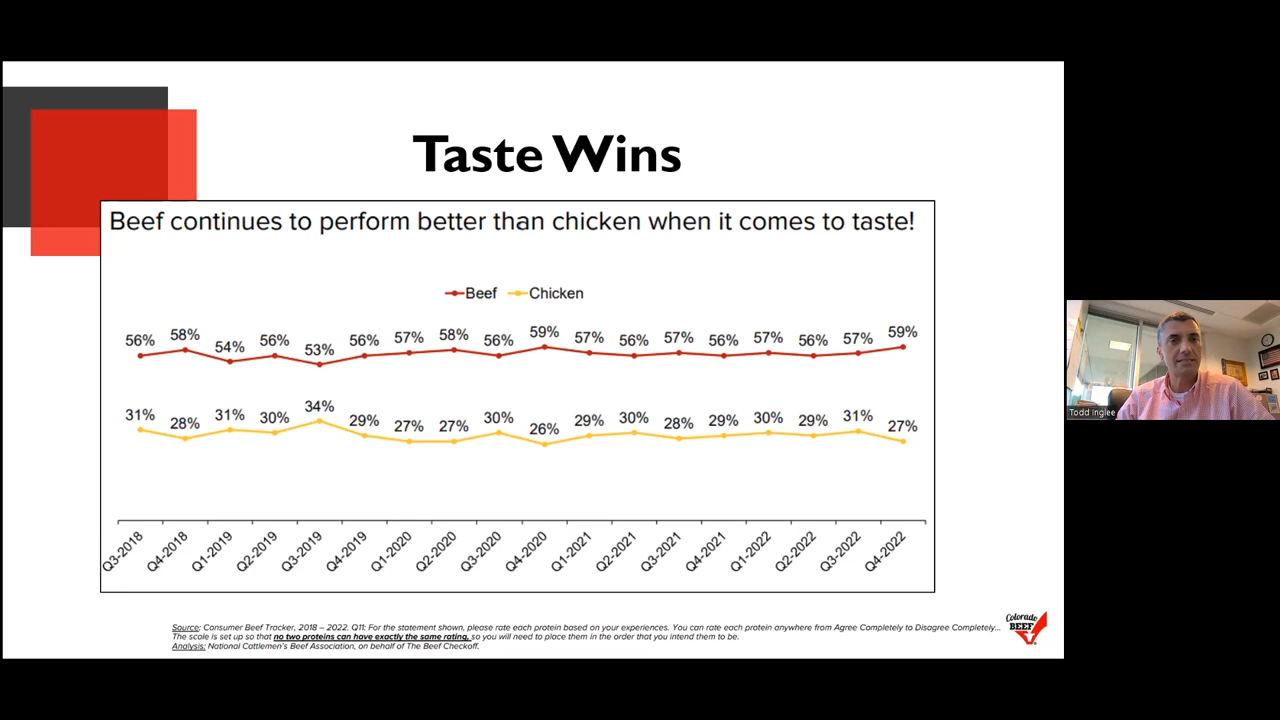 Taste Wins
Beef continues to perform better than chicken when it comes to taste!
Beef Chicken
56% 58% 54% 56% 53% 56% 57% 58% 56% 59% 57% 56% 57% 56% 57% 56% 57% 59%
31% 28% 31% 30% 34% 29% 27% 27% 30% 26% 29% 30% 28% 29% 30% 29% 31% 27%
Q3-2018 Q4-2018 Q1-2019 Q2-2019 Q3-2019 Q4-2019 Q1-2020 Q2-2020 Q3-2020 Q4-2020 Q1-2021 Q2-2021 Q3-2021 Q4-2021 Q1-2022 Q2-2022 Q3-2022 Q4-2022
Source: Consumer Beef Tracker, 2018 – 2022. Q11: For the statement shown, please rate each protein based on your experiences. You can rate each protein anywhere from Agree Completely to Disagree Completely...
The scale is set up so that no two proteins can have exactly the same rating, so you will need to place them in the order that you intend them to be.
Analysis: National Cattlemen's Beef Association, on behalf of The Beef Checkoff.
Colorado
BEEF
Todd Inglee